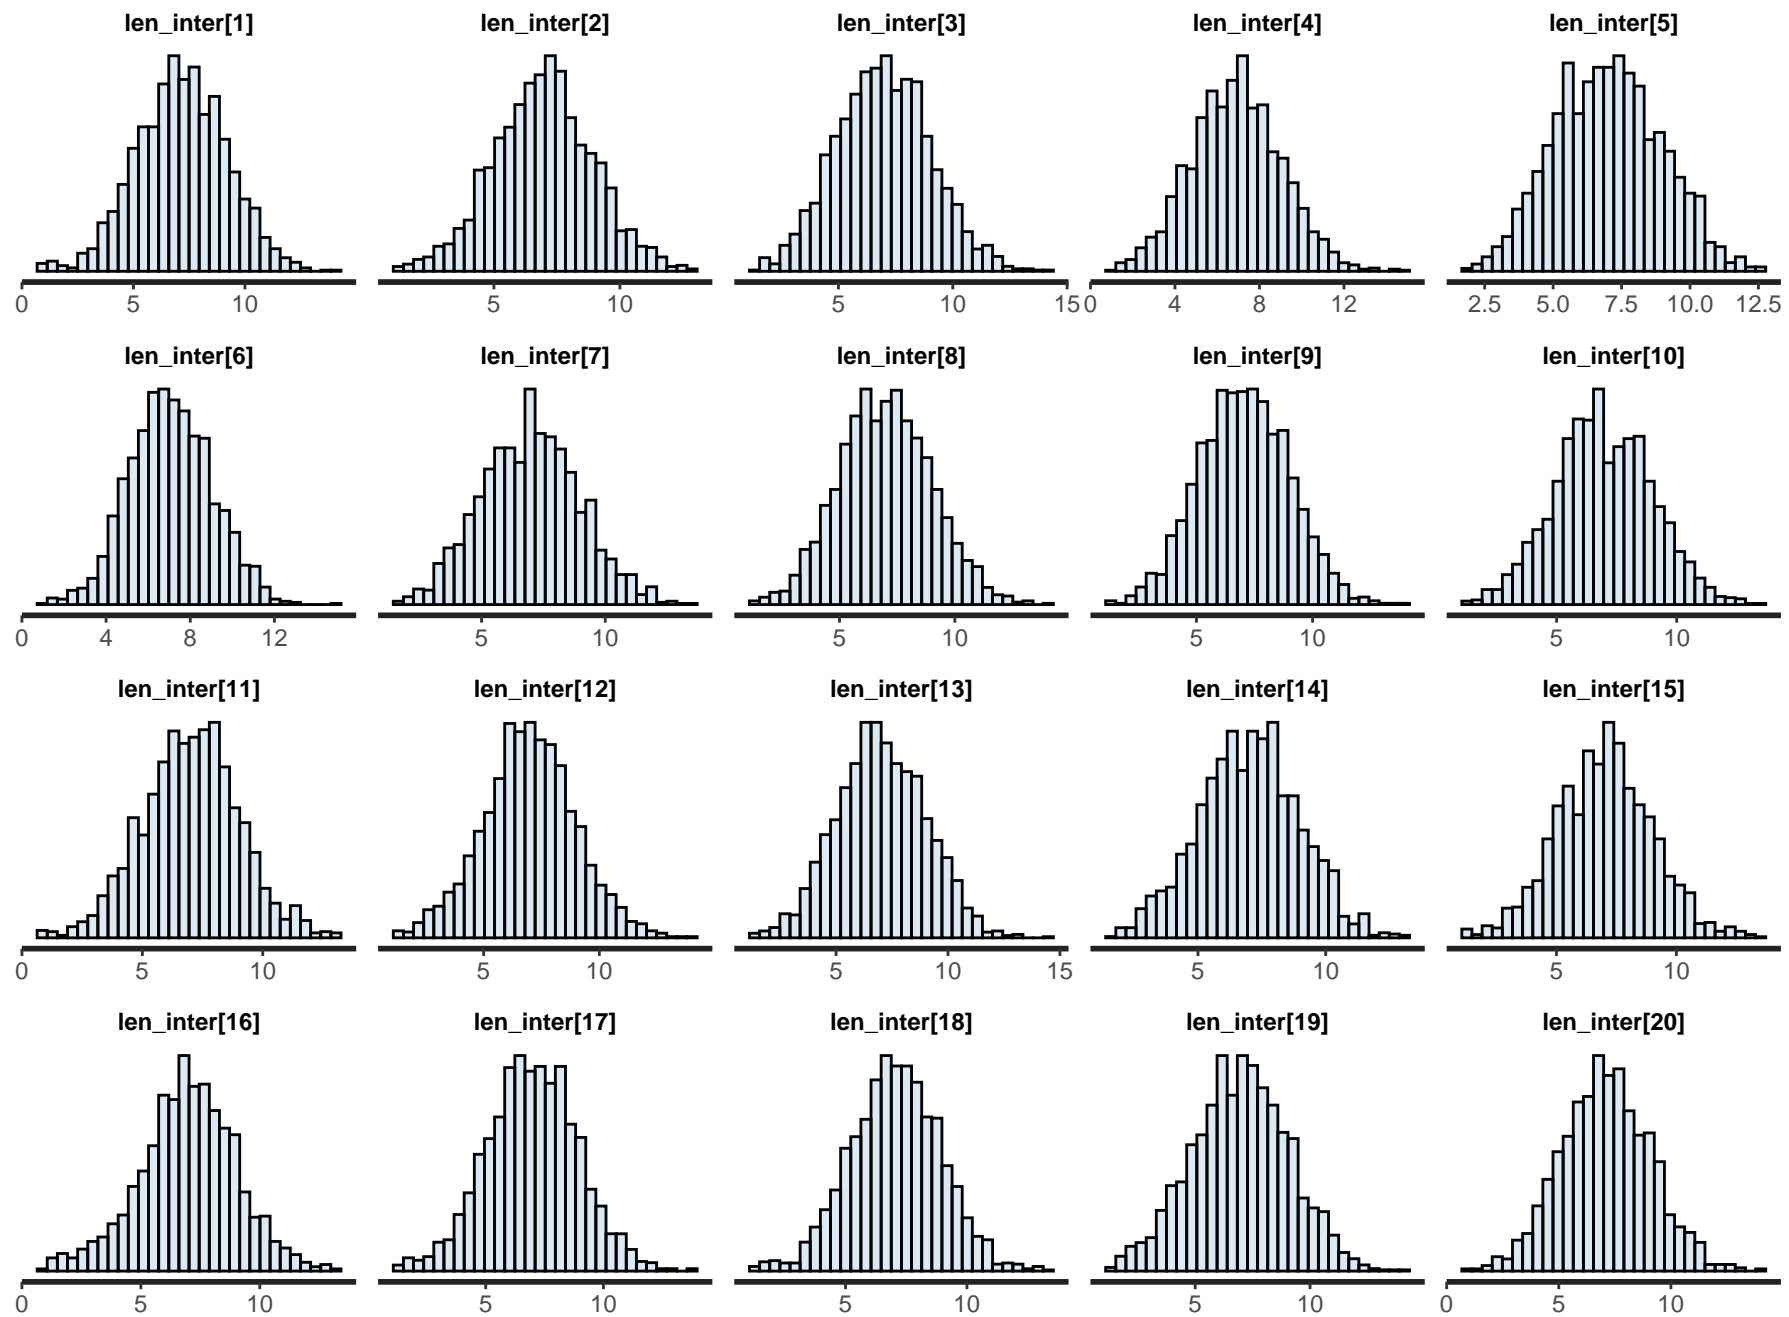 len_inter[1] len_inter[2] len_inter[3] len_inter[4] len_inter[5]
0 5 10 5 10 5 10 15 0 4 8 12 2.5 5.0 7.5 10.0 12.5
len_inter[6] len_inter[7] len_inter[8] len_inter[9] len_inter[10]
0 4 8 12 5 10 5 10 5 10 5 10
len_inter[11] len_inter[12] len_inter[13] len_inter[14] len_inter[15]
0 5 10 5 10 5 10 15 5 10 5 10
len_inter[16] len_inter[17] len_inter[18] len_inter[19] len_inter[20]
0 5 10 5 10 5 10 5 10 0 5 10